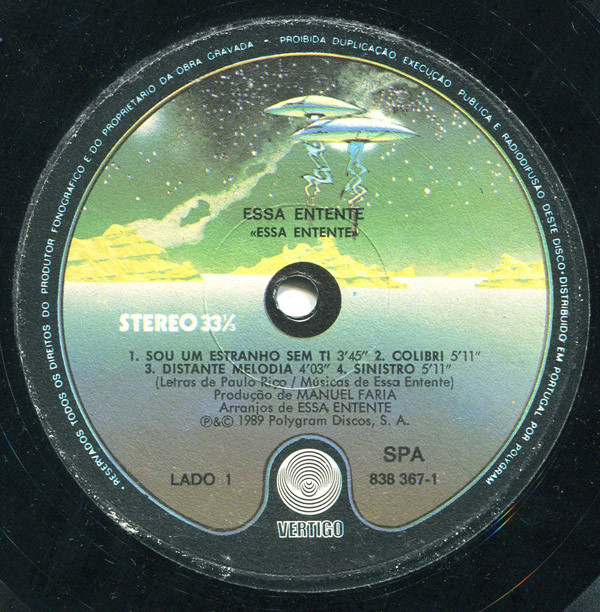 • RESERVADOS TODOS OS DIREITOS DO PRODUTOR FONOGRÁFICO E DO PROPRIETÁRIO DA OBRA GRAVADA - PROIBIDA DUPLICAÇÃO, EXECUÇÃO PÚBLICA E RADIODIFUSÃO DESTE DISCO • DISTRIBUIDO EM PORTUGAL POR POLYGRAM
ESSA ENTENTE
«ESSA ENTENTE»
STEREO 33⅓
1. SOU UM ESTRANHO SEM TI 3'45" 2. COLIBRI 5'11"
3. DISTANTE MELODIA 4'03" 4. SINISTRO 5'11"
(Letras de Paulo Rico / Músicas de Essa Entente)
Produção de MANUEL FARIA
Arranjos de ESSA ENTENTE
℗&© 1989 Polygram Discos, S. A.
LADO 1
SPA
838 367-1
VERTIGO